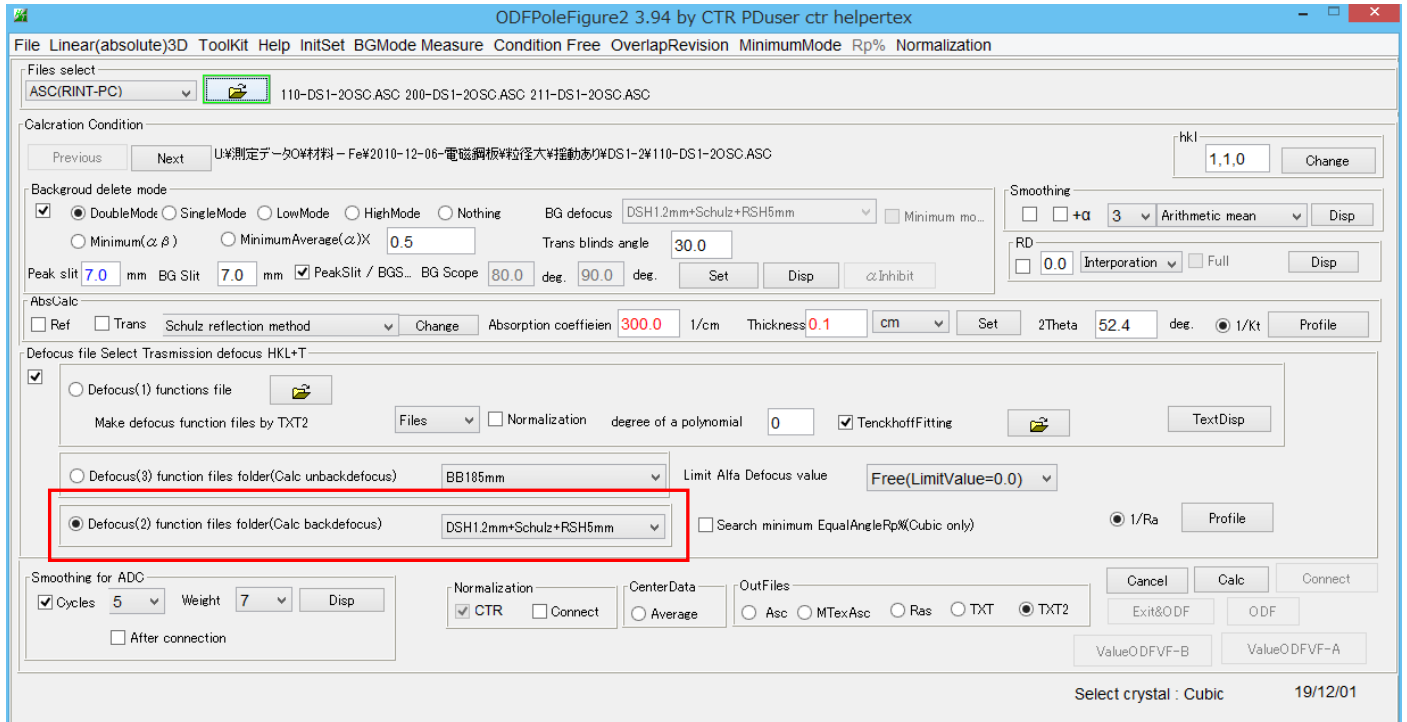 ODFPoleFigure2 3.94 by CTR PDuser ctr helpertex
File Linear(absolute)3D ToolKit Help InitSet BGMode Measure Condition Free OverlapRevision MinimumMode Rp% Normalization
Files select
ASC(RINT-PC) 110-DS1-2OSC.ASC 200-DS1-2OSC.ASC 211-DS1-2OSC.ASC
Calcration Condition
Previous Next U:¥測定データO¥材料-Fe¥2010-12-06-電磁鋼板¥粒径大¥揺動あり¥DS1-2¥110-DS1-2OSC.ASC
hkl
1,1,0 Change
Backgroud delete mode
DoubleMode SingleMode LowMode HighMode Nothing BG defocus DSH1.2mm+Schulz+RSH5mm Minimum mo...
Minimum(αβ) MinimumAverage(α)X 0.5 Trans blinds angle 30.0
Peak slit 7.0 mm BG Slit 7.0 mm PeakSlit / BGS... BG Scope 80.0 deg. 90.0 deg. Set Disp αInhibit
Smoothing
+α 3 Arithmetic mean Disp
RD
0.0 Interporation Full Disp
AbsCalc
Ref Trans Schulz reflection method Change Absorption coeffieien 300.0 1/cm Thickness 0.1 cm Set 2Theta 52.4 deg. 1/Kt Profile
Defocus file Select Trasmission defocus HKL+T
Defocus(1) functions file
Make defocus function files by TXT2 Files Normalization degree of a polynomial 0 TenckhoffFitting TextDisp
Defocus(3) function files folder(Calc unbackdefocus) BB185mm Limit Alfa Defocus value Free(LimitValue=0.0)
Defocus(2) function files folder(Calc backdefocus) DSH1.2mm+Schulz+RSH5mm Search minimum EqualAngleRp%(Cubic only) 1/Ra Profile
Smoothing for ADC
Cycles 5 Weight 7 Disp
After connection
Normalization
CTR Connect
CenterData
Average
OutFiles
Asc MTexAsc Ras TXT TXT2
Cancel Calc Connect
Exit&ODF ODF
ValueODFVF-B ValueODFVF-A
Select crystal : Cubic 19/12/01